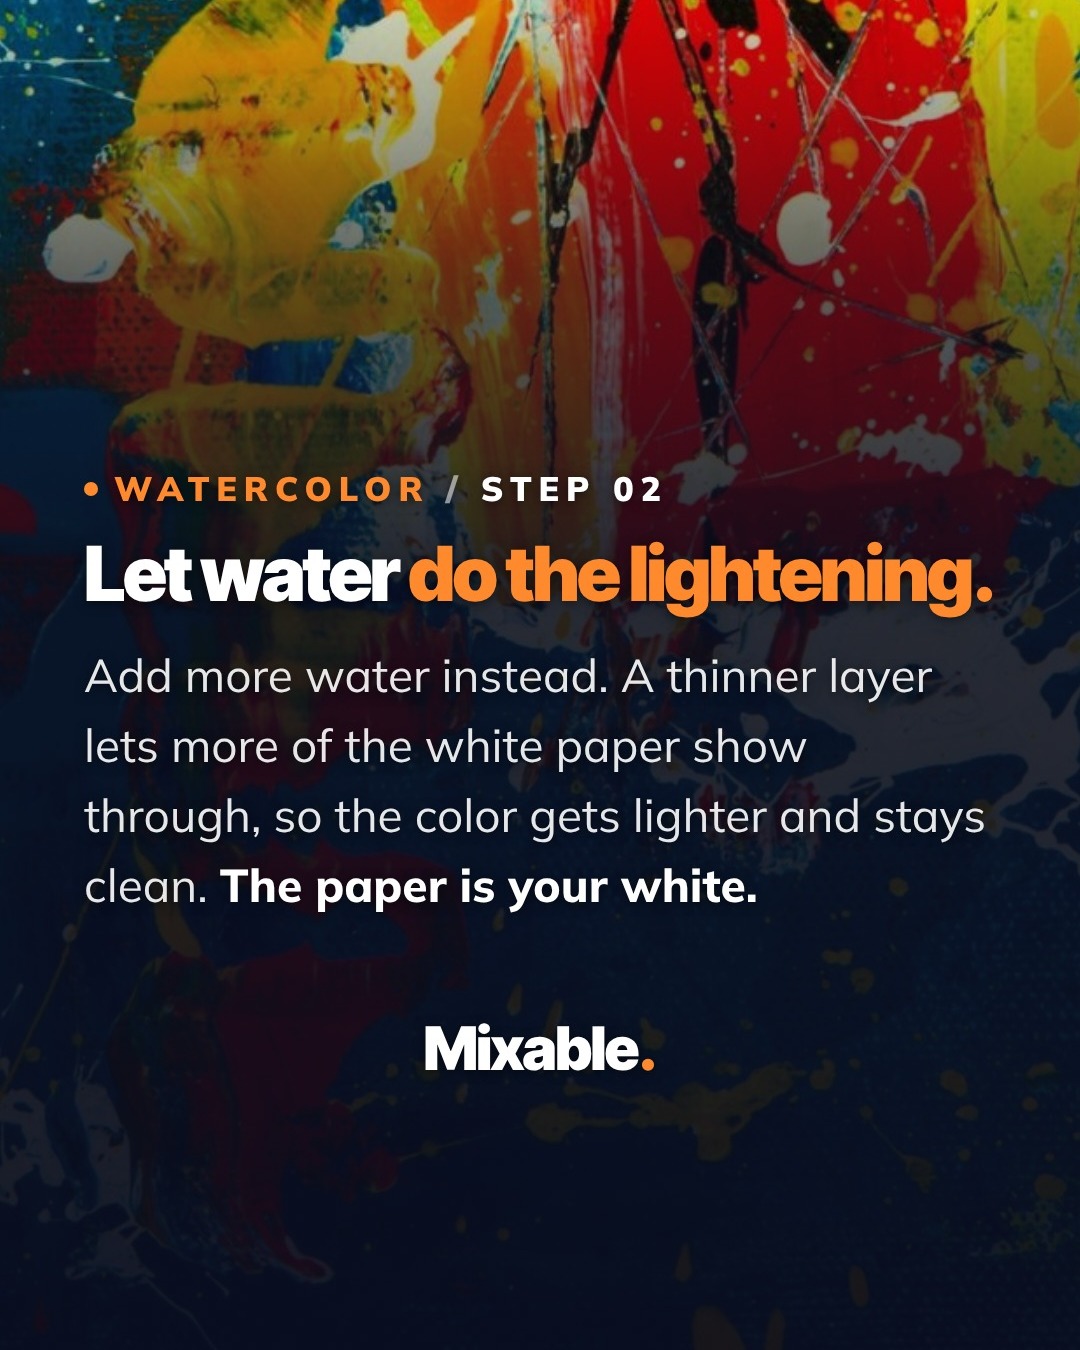 • WATERCOLOR / STEP 02
Let water do the lightening.
Add more water instead. A thinner layer
lets more of the white paper show
through, so the color gets lighter and stays
clean. The paper is your white.
Mixable.